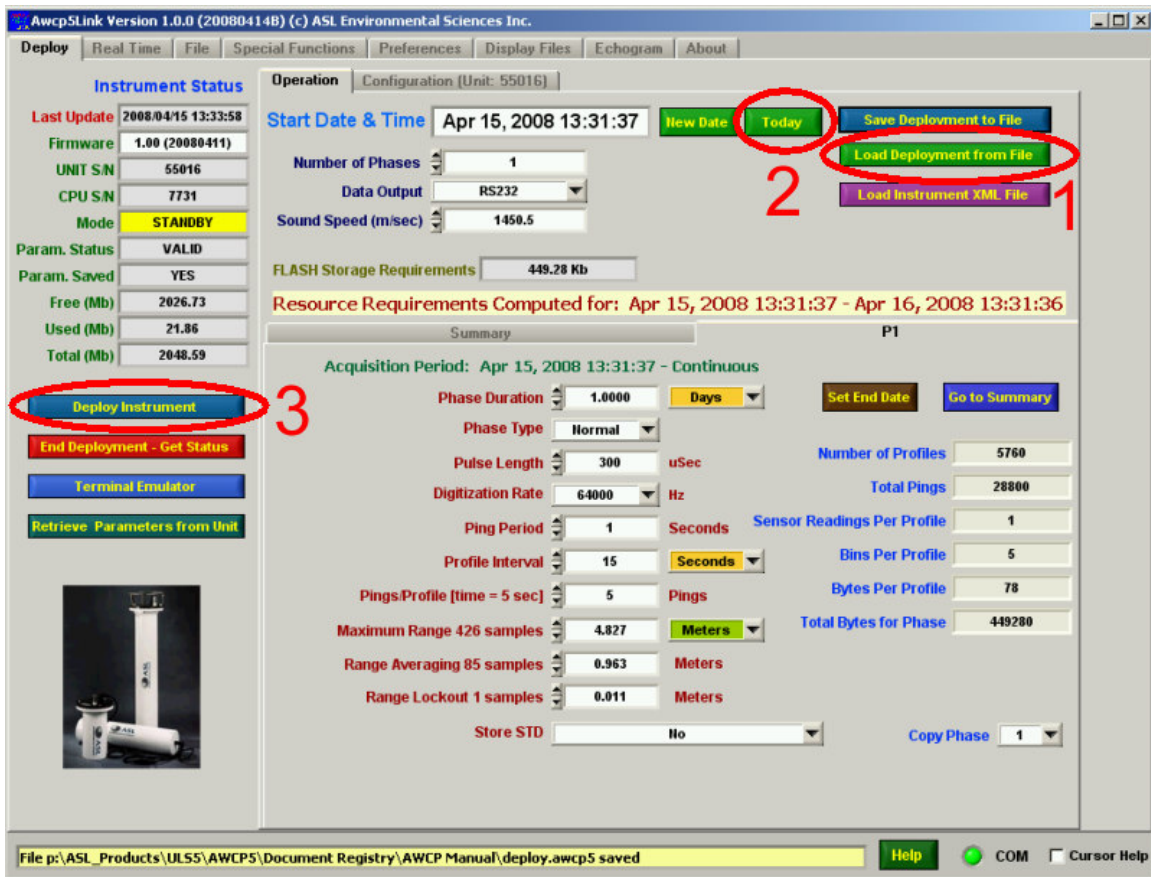 Awcp5Link Version 1.0.0 (20080414B) (c) ASL Environmental Sciences Inc.
Deploy Real Time File Special Functions Preferences Display Files Echogram About
Instrument Status
Last Update 2008/04/15 13:33:58
Firmware 1.00 (20080411)
UNIT S/N 55016
CPU S/N 7731
Mode STANDBY
Param. Status VALID
Param. Saved YES
Free (Mb) 2026.73
Used (Mb) 21.86
Total (Mb) 2048.59
Deploy Instrument 3
End Deployment - Get Status
Terminal Emulator
Retrieve Parameters from Unit
Operation Configuration (Unit: 55016)
Start Date & Time Apr 15, 2008 13:31:37 New Date Today Save Deployment to File
Load Deployment from File
Load Instrument XML File
2 1
Number of Phases 1
Data Output RS232
Sound Speed (m/sec) 1450.5
FLASH Storage Requirements 449.28 Kb
Resource Requirements Computed for: Apr 15, 2008 13:31:37 - Apr 16, 2008 13:31:36
Summary P1
Acquisition Period: Apr 15, 2008 13:31:37 - Continuous
Phase Duration 1.0000 Days Set End Date Go to Summary
Phase Type Normal
Pulse Length 300 uSec
Digitization Rate 64000 Hz
Ping Period 1 Seconds
Profile Interval 15 Seconds
Pings/Profile [time = 5 sec] 5 Pings
Maximum Range 426 samples 4.827 Meters
Range Averaging 85 samples 0.963 Meters
Range Lockout 1 samples 0.011 Meters
Store STD No
Number of Profiles 5760
Total Pings 28800
Sensor Readings Per Profile 1
Bins Per Profile 5
Bytes Per Profile 78
Total Bytes for Phase 449280
Copy Phase 1
File p:\ASL_Products\ULS5\AWCP5\Document Registry\AWCP Manual\deploy.awcp5 saved
Help COM Cursor Help